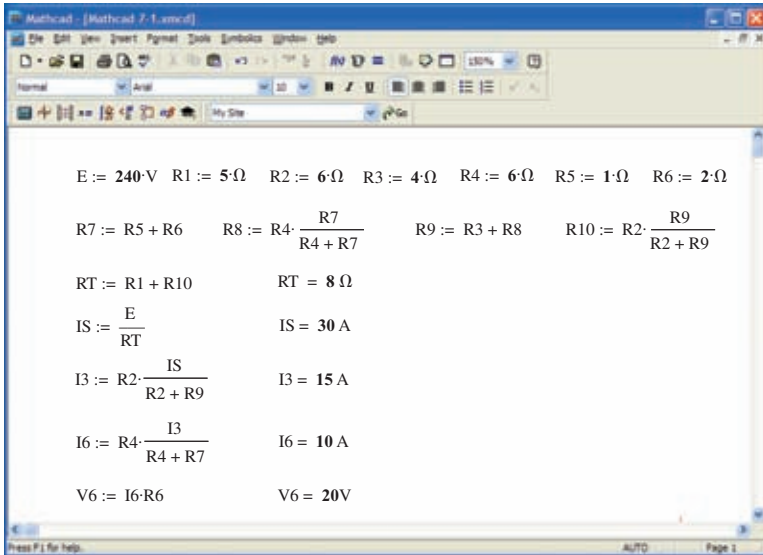 Mathcad - [Mathcad 7-1.xmcd]
File Edit View Insert Format Tools Symbolics Window Help
150%
Normal Arial 10 B I U
My Site Go
E := 240·V R1 := 5·Ω R2 := 6·Ω R3 := 4·Ω R4 := 6·Ω R5 := 1·Ω R6 := 2·Ω
R7 := R5 + R6 R8 := R4· R7 / R4 + R7 R9 := R3 + R8 R10 := R2· R9 / R2 + R9
RT := R1 + R10 RT = 8 Ω
IS := E / RT IS = 30 A
I3 := R2· IS / R2 + R9 I3 = 15 A
I6 := R4· I3 / R4 + R7 I6 = 10 A
V6 := I6·R6 V6 = 20V
Press F1 for help. AUTO Page 1